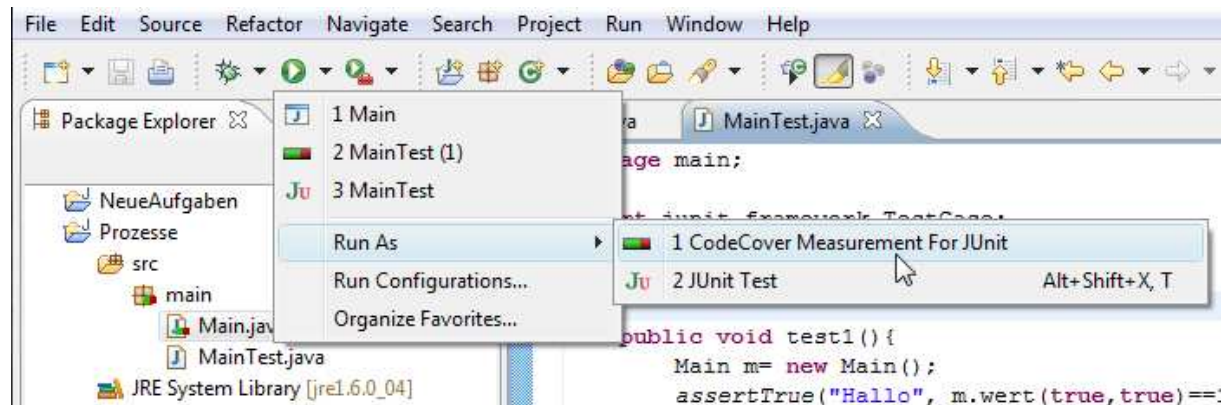 File Edit Source Refactor Navigate Search Project Run Window Help
Package Explorer
MainTest.java
1 Main
2 MainTest (1)
3 MainTest
Run As
Run Configurations...
Organize Favorites...
1 CodeCover Measurement For JUnit
2 JUnit Test Alt+Shift+X, T
NeueAufgaben
Prozesse
src
main
Main.jav
MainTest.java
JRE System Library [jre1.6.0_04]
age main;
public void test1(){
Main m= new Main();
assertTrue("Hallo", m.wert(true,true)==